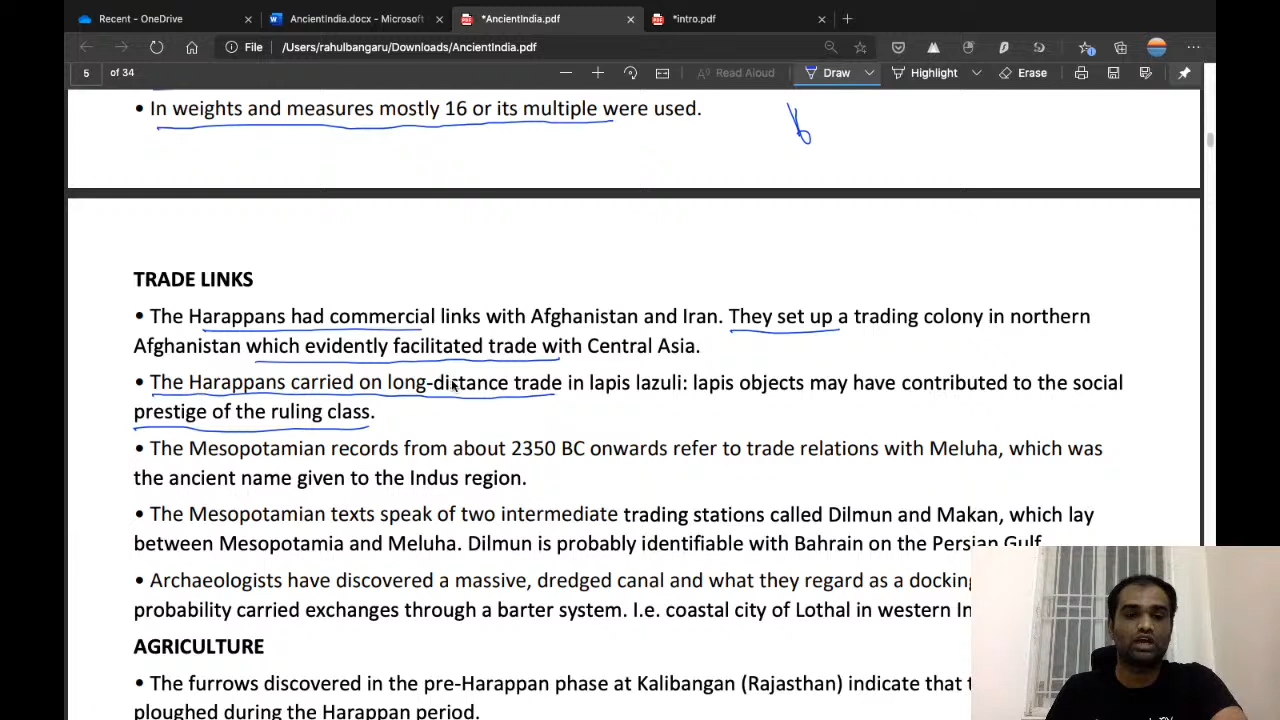 Recent - OneDrive
AncientIndia.docx - Microsoft
*AncientIndia.pdf
*intro.pdf
File
/Users/rahulbangaru/Downloads/AncientIndia.pdf
5 of 34
Read Aloud
Draw
Highlight
Erase
• In weights and measures mostly 16 or its multiple were used.
TRADE LINKS
• The Harappans had commercial links with Afghanistan and Iran. They set up a trading colony in northern
Afghanistan which evidently facilitated trade with Central Asia.
• The Harappans carried on long-distance trade in lapis lazuli: lapis objects may have contributed to the social
prestige of the ruling class.
• The Mesopotamian records from about 2350 BC onwards refer to trade relations with Meluha, which was
the ancient name given to the Indus region.
• The Mesopotamian texts speak of two intermediate trading stations called Dilmun and Makan, which lay
between Mesopotamia and Meluha. Dilmun is probably identifiable with Bahrain on the Persian Gulf.
• Archaeologists have discovered a massive, dredged canal and what they regard as a docking
probability carried exchanges through a barter system. I.e. coastal city of Lothal in western In
AGRICULTURE
• The furrows discovered in the pre-Harappan phase at Kalibangan (Rajasthan) indicate that t
ploughed during the Harappan period.